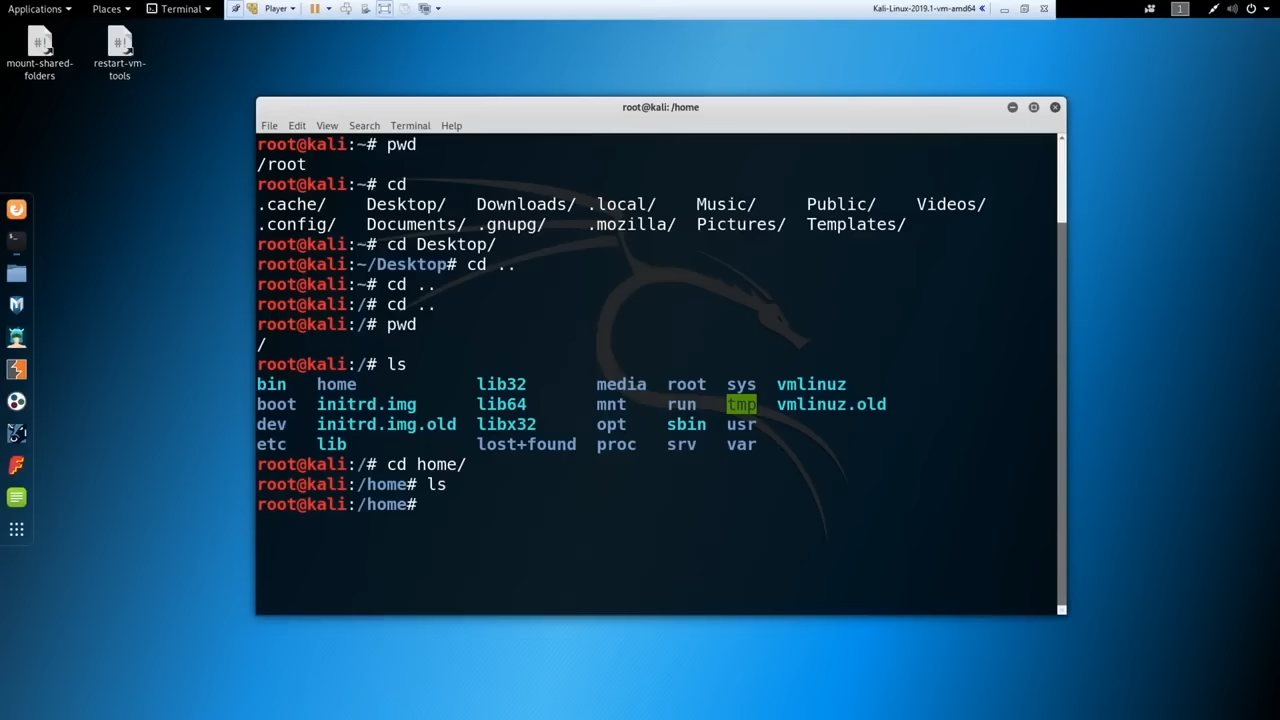 Applications Places Terminal Player Kali-Linux-2019.1-vm-amd64 1
#! #!
mount-shared-folders
restart-vm-tools
root@kali: /home
File Edit View Search Terminal Help
root@kali:~# pwd
/root
root@kali:~# cd
.cache/ Desktop/ Downloads/ .local/ Music/ Public/ Videos/
.config/ Documents/ .gnupg/ .mozilla/ Pictures/ Templates/
root@kali:~# cd Desktop/
root@kali:~/Desktop# cd ..
root@kali:~# cd ..
root@kali:/# cd ..
root@kali:/# pwd
/
root@kali:/# ls
bin home lib32 media root sys vmlinuz
boot initrd.img lib64 mnt run tmp vmlinuz.old
dev initrd.img.old libx32 opt sbin usr
etc lib lost+found proc srv var
root@kali:/# cd home/
root@kali:/home# ls
root@kali:/home#